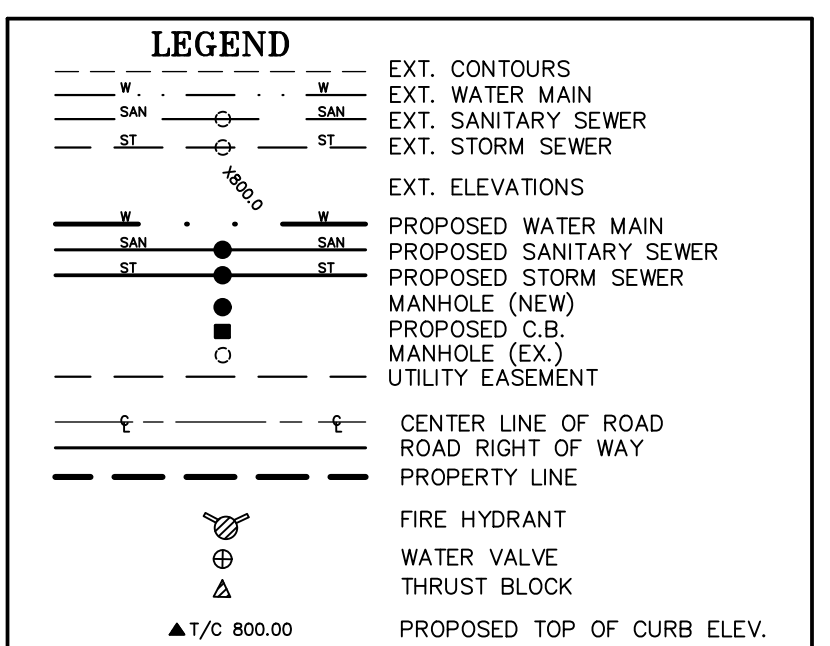 LEGEND
EXT. CONTOURS
W W EXT. WATER MAIN
SAN SAN EXT. SANITARY SEWER
ST ST EXT. STORM SEWER
X800.0 EXT. ELEVATIONS
W W PROPOSED WATER MAIN
SAN SAN PROPOSED SANITARY SEWER
ST ST PROPOSED STORM SEWER
MANHOLE (NEW)
PROPOSED C.B.
MANHOLE (EX.)
UTILITY EASEMENT
℄ ℄ CENTER LINE OF ROAD
ROAD RIGHT OF WAY
PROPERTY LINE
FIRE HYDRANT
WATER VALVE
THRUST BLOCK
T/C 800.00 PROPOSED TOP OF CURB ELEV.